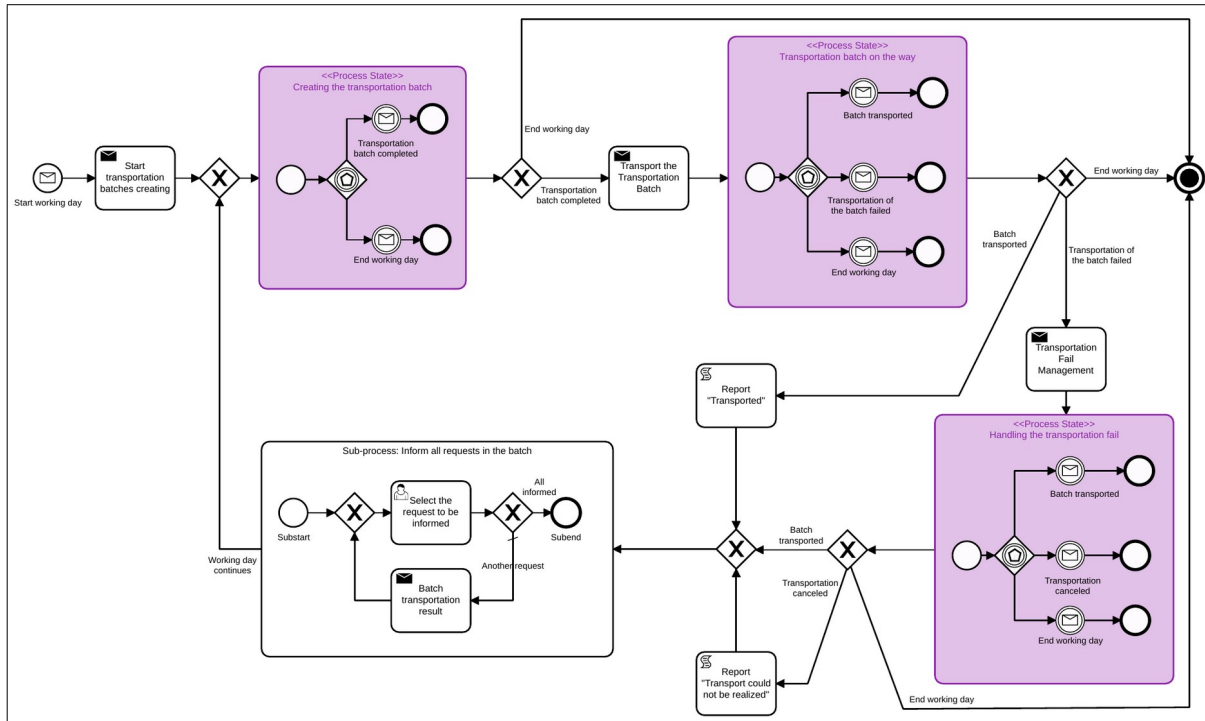 <<Process State>>
Creating the transportation batch
Transportation
batch completed
End working day
Start working day
Start
transportation
batches creating
End working day
Transportation
batch completed
Transport the
Transportation
Batch
<<Process State>>
Transportation batch on the way
Batch transported
Transportation of
the batch failed
End working day
End working day
Batch
transported
Transportation of
the batch failed
Transportation
Fail
Management
<<Process State>>
Handling the transportation fail
Batch transported
Transportation
canceled
End working day
Report
"Transported"
Batch
transported
Transportation
canceled
End working day
Report
"Transport could
not be realized"
Sub-process: Inform all requests in the batch
Substart
Select the
request to be
informed
All
informed
Subend
Another request
Batch
transportation
result
Working day
continues